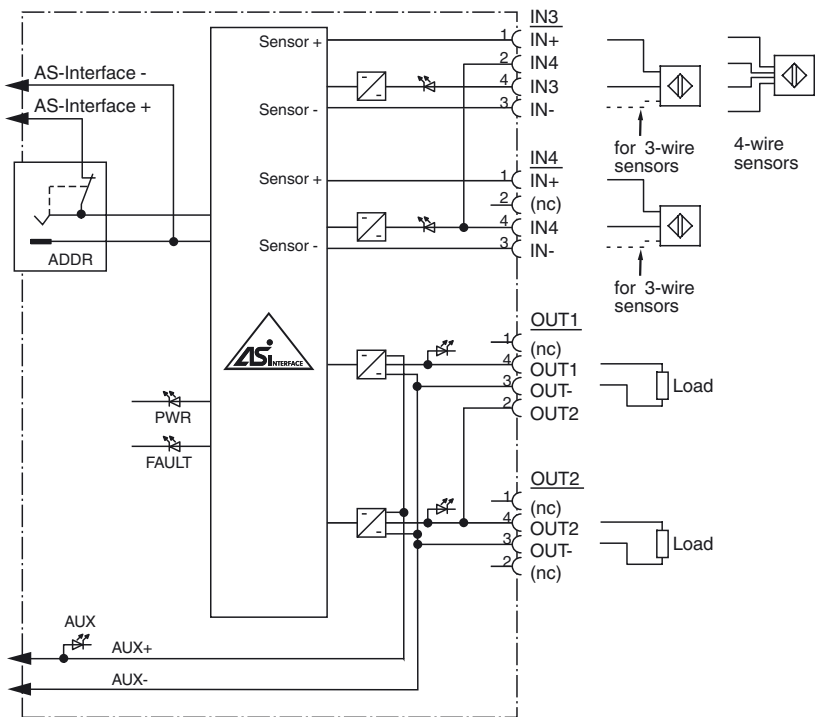 AS-Interface -
AS-Interface +
ADDR
PWR
FAULT
AUX
AUX+
AUX-
Sensor +
Sensor -
Sensor +
Sensor -
ASi INTERFACE
IN3
1 IN+
2 IN4
4 IN3
3 IN-
IN4
1 IN+
2 (nc)
4 IN4
3 IN-
OUT1
1 (nc)
4 OUT1
3 OUT-
2 OUT2
OUT2
1 (nc)
4 OUT2
3 OUT-
2 (nc)
for 3-wire
sensors
4-wire
sensors
for 3-wire
sensors
Load
Load